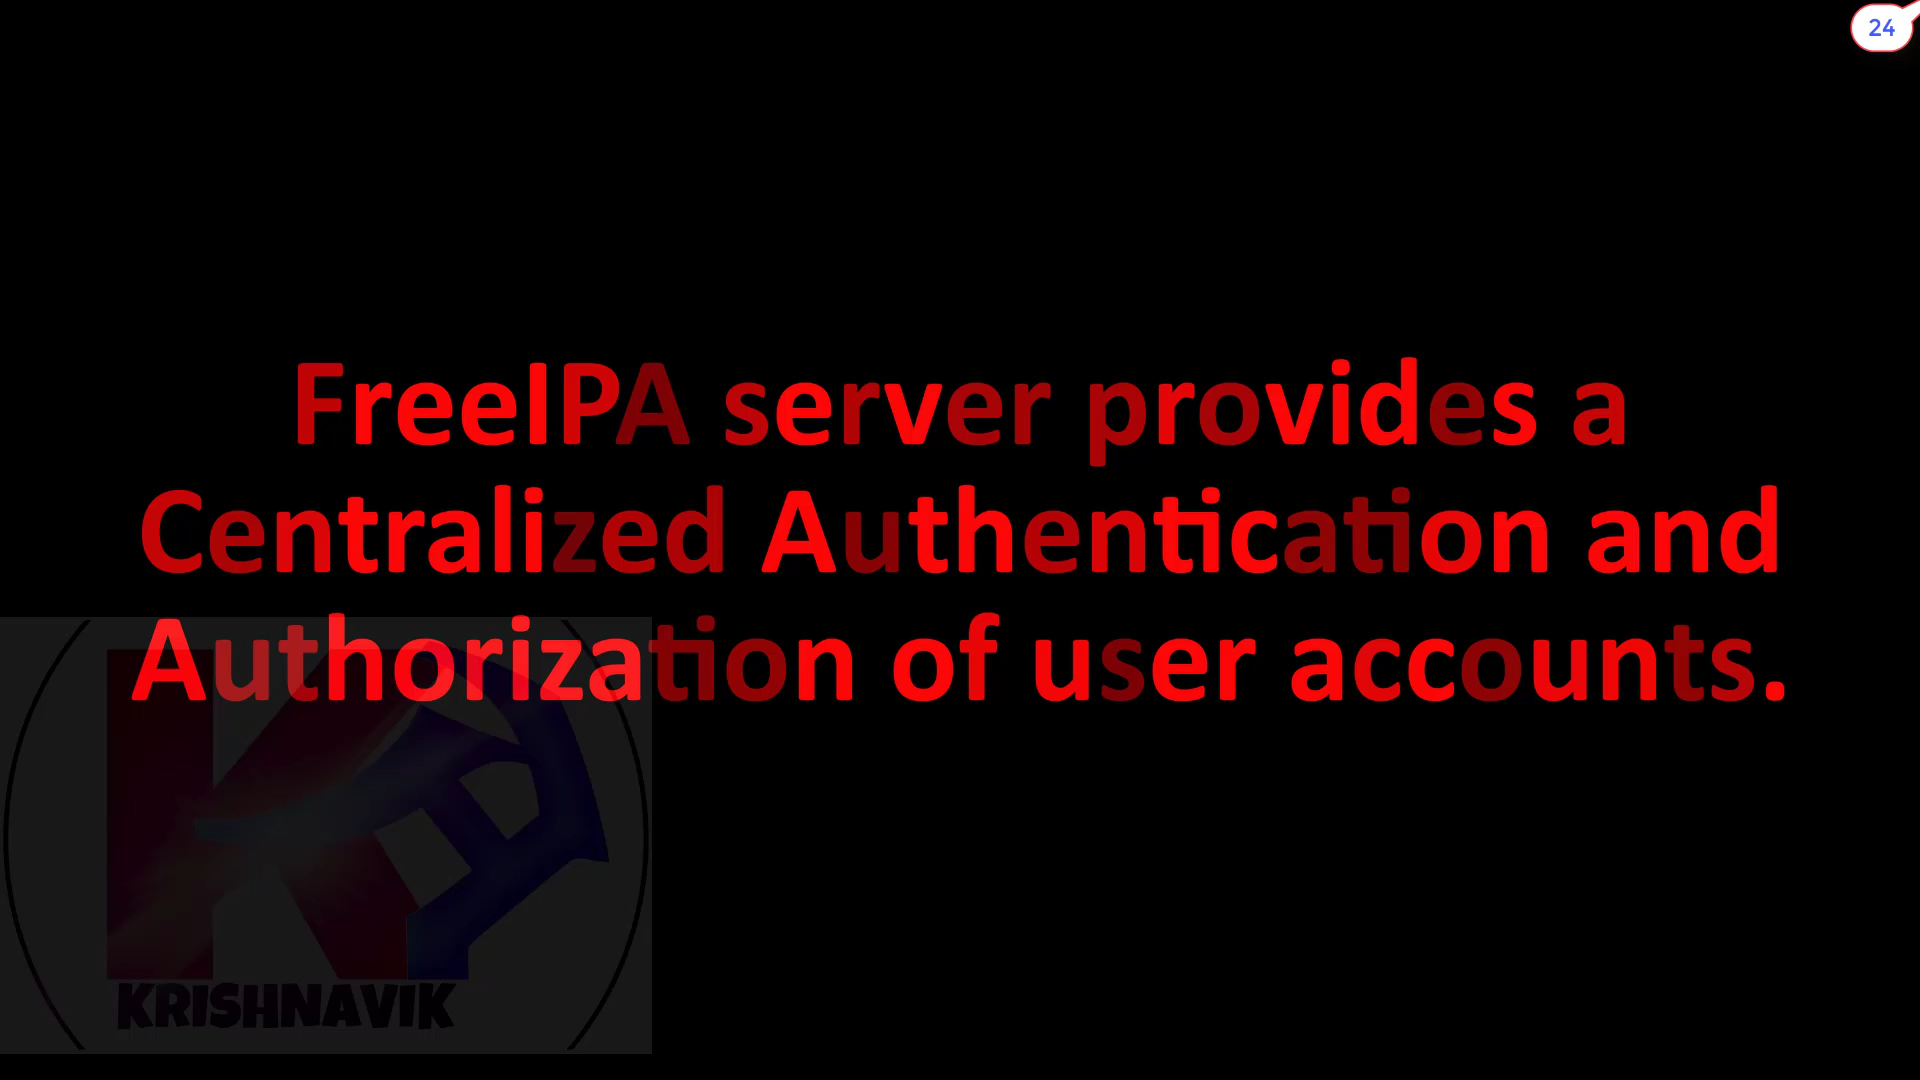 24
FreeIPA server provides a
Centralized Authentication and
Authorization of user accounts.
KRISHNAVIK